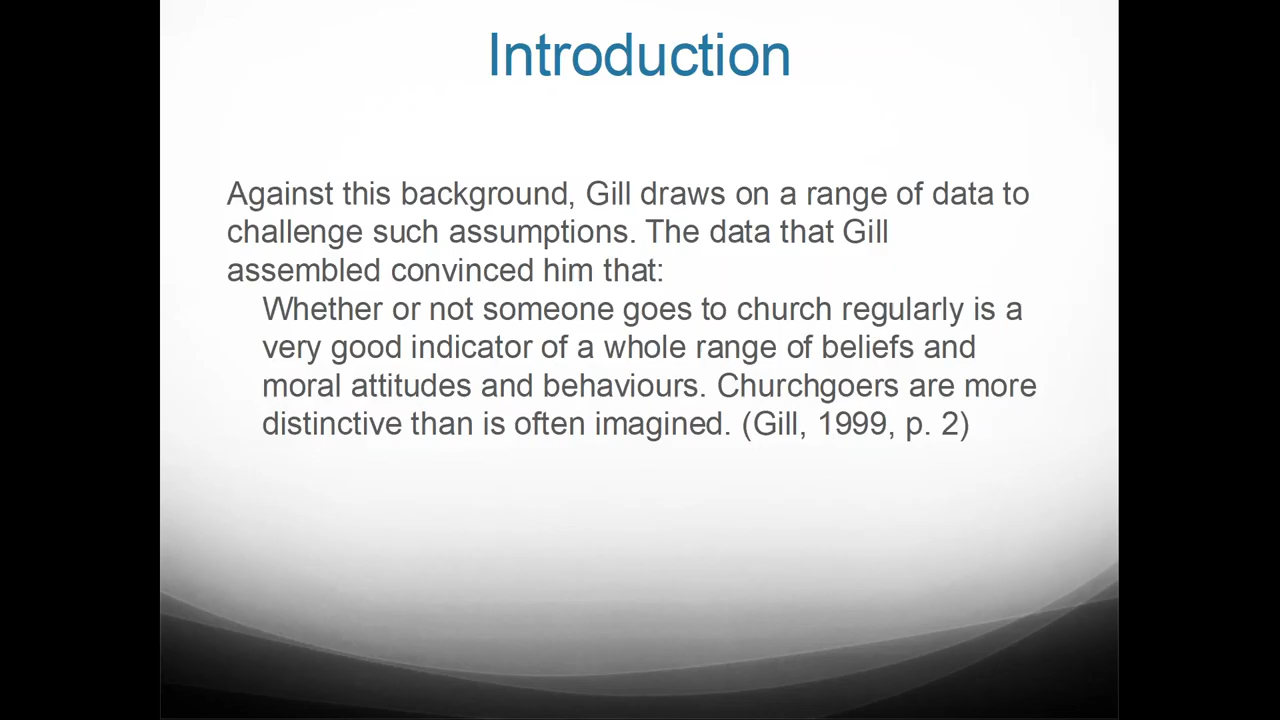 Introduction
Against this background, Gill draws on a range of data to
challenge such assumptions. The data that Gill
assembled convinced him that:
Whether or not someone goes to church regularly is a
very good indicator of a whole range of beliefs and
moral attitudes and behaviours. Churchgoers are more
distinctive than is often imagined. (Gill, 1999, p. 2)